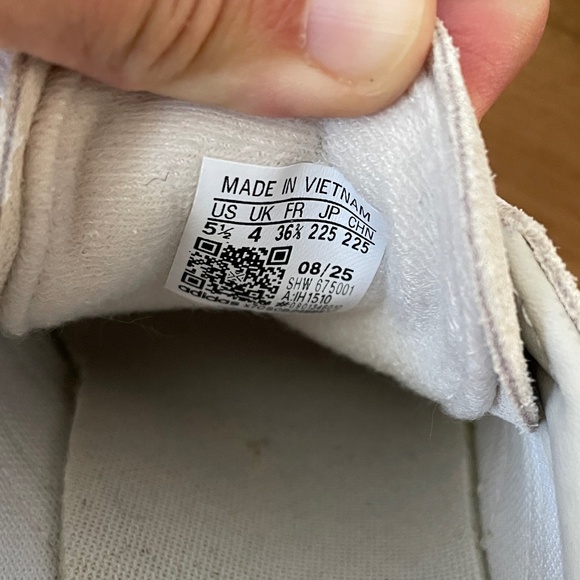 MADE IN VIETNAM
US UK FR JP CHN
5½ 4 36⅔ 225 225
08/25
SHW 675001
IH1510
adidas